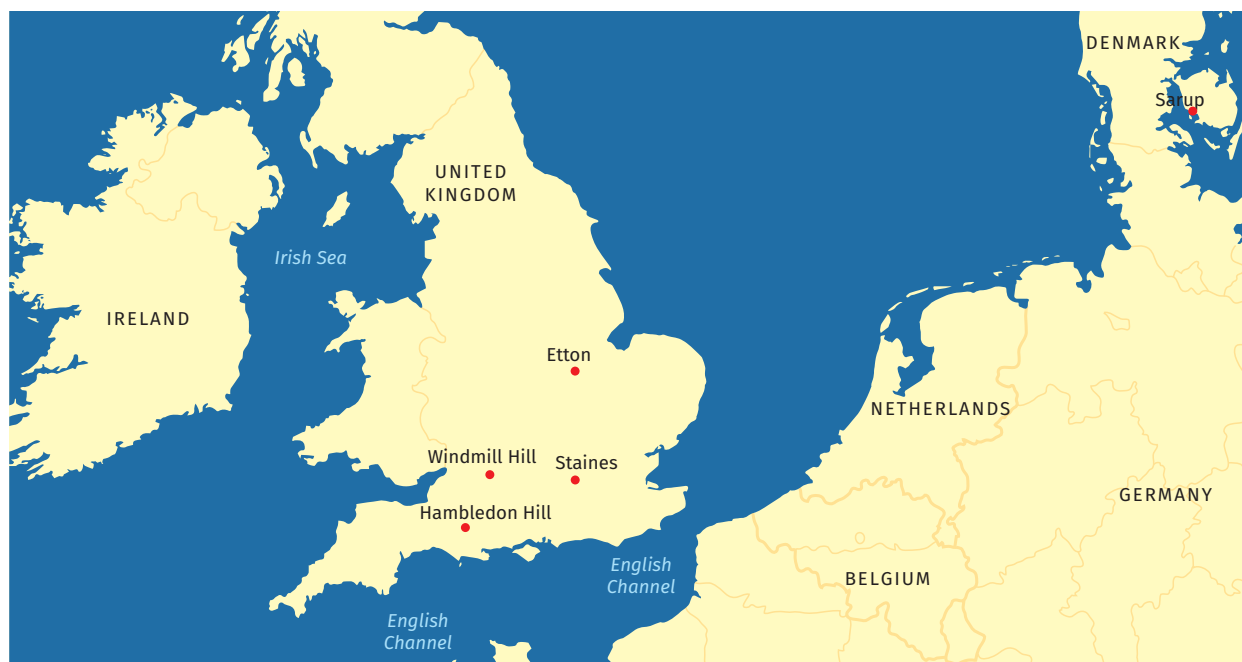 DENMARK
Sarup
UNITED
KINGDOM
Irish Sea
IRELAND
Etton
NETHERLANDS
Windmill Hill
Staines
GERMANY
Hambledon Hill
English
Channel
BELGIUM
English
Channel